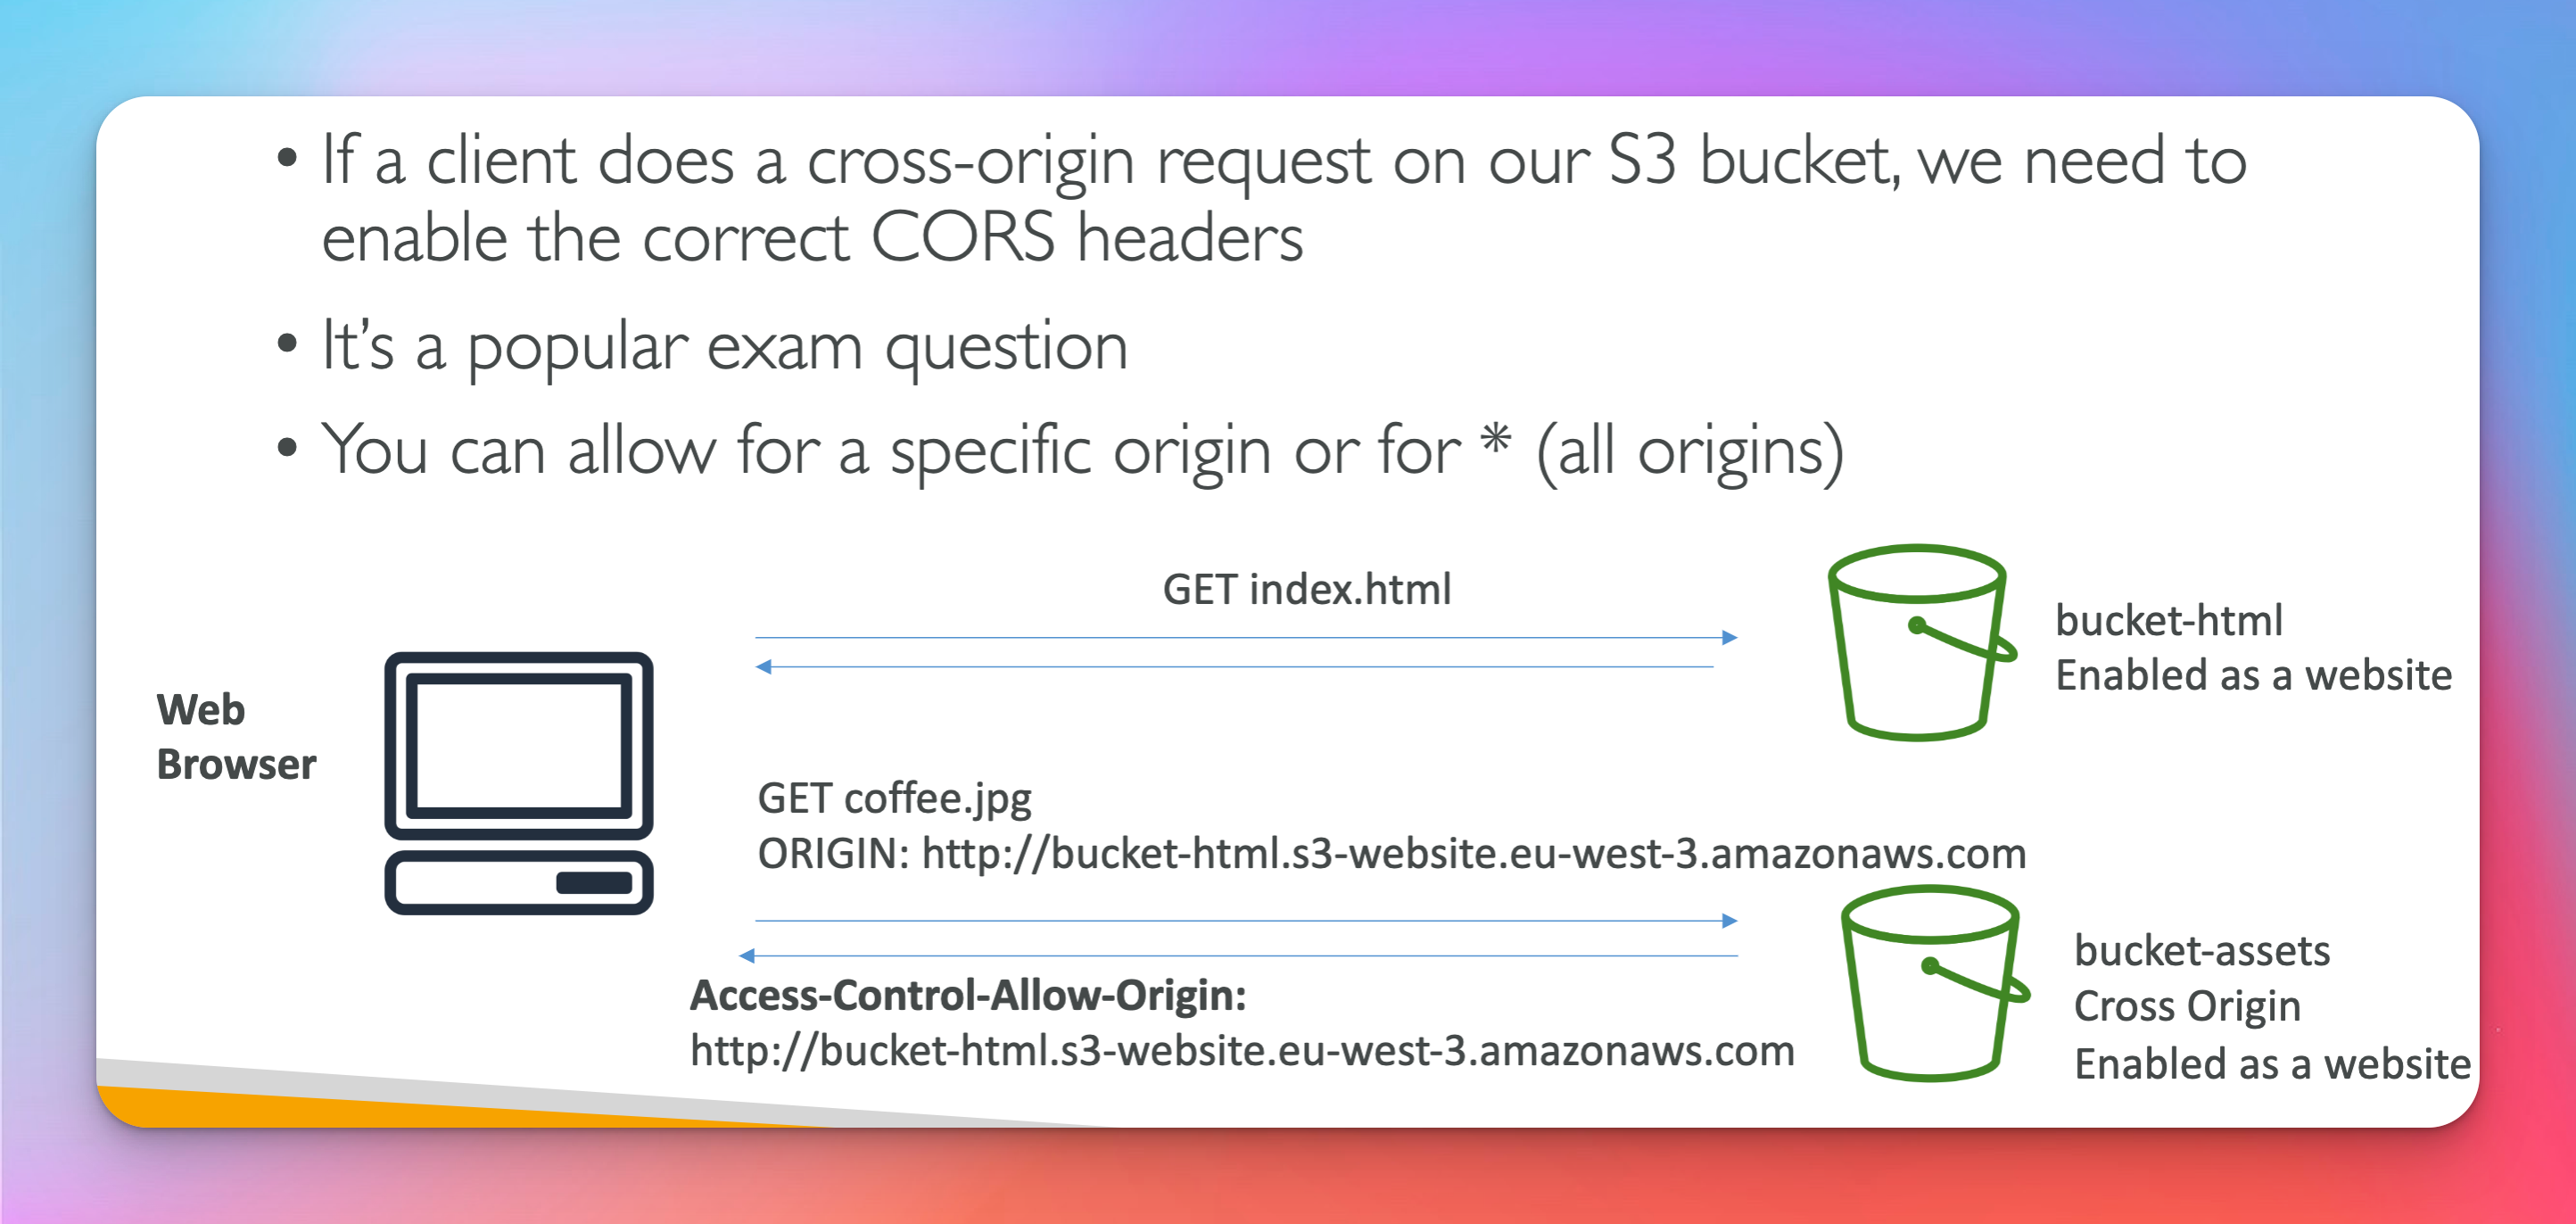 • If a client does a cross-origin request on our S3 bucket, we need to
enable the correct CORS headers
• It’s a popular exam question
• You can allow for a specific origin or for * (all origins)
GET index.html
bucket-html
Enabled as a website
Web
Browser
GET coffee.jpg
ORIGIN: http://bucket-html.s3-website.eu-west-3.amazonaws.com
bucket-assets
Cross Origin
Enabled as a website
Access-Control-Allow-Origin:
http://bucket-html.s3-website.eu-west-3.amazonaws.com